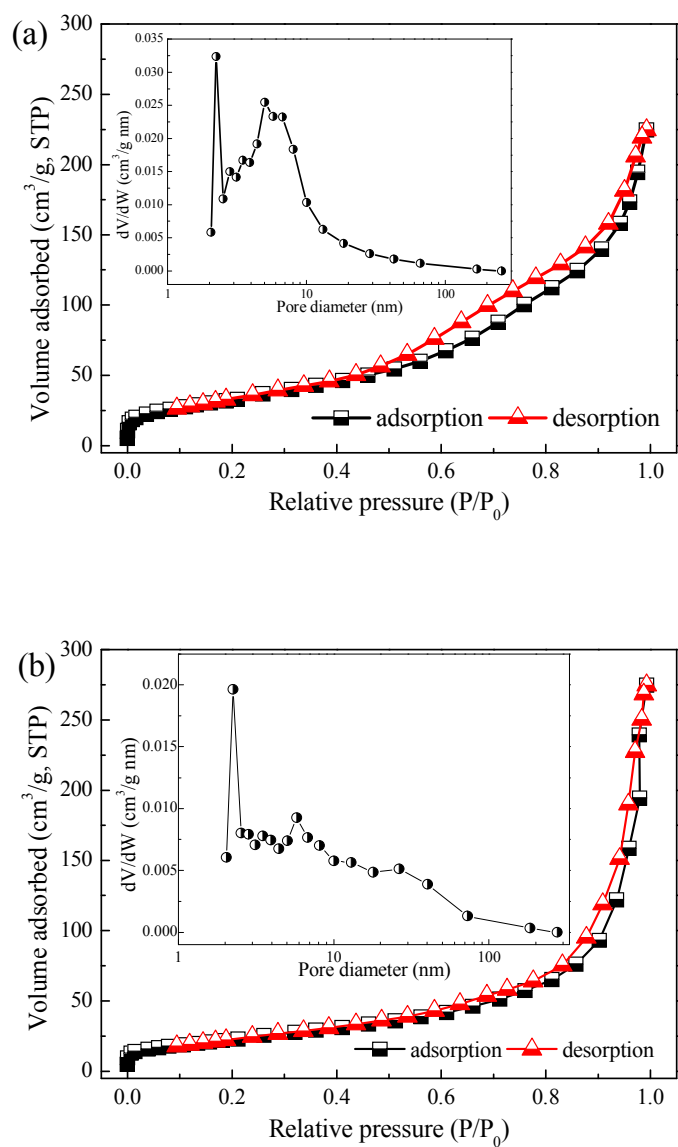 (a)
300
250
200
150
100
50
0
Volume adsorbed (cm³/g, STP)
0.035
0.030
0.025
0.020
0.015
0.010
0.005
0.000
dV/dW (cm³/g nm)
1 10 100
Pore diameter (nm)
adsorption desorption
0.0 0.2 0.4 0.6 0.8 1.0
Relative pressure (P/P₀)
(b)
300
250
200
150
100
50
0
Volume adsorbed (cm³/g, STP)
0.020
0.015
0.010
0.005
0.000
dV/dW (cm³/g nm)
1 10 100
Pore diameter (nm)
adsorption desorption
0.0 0.2 0.4 0.6 0.8 1.0
Relative pressure (P/P₀)